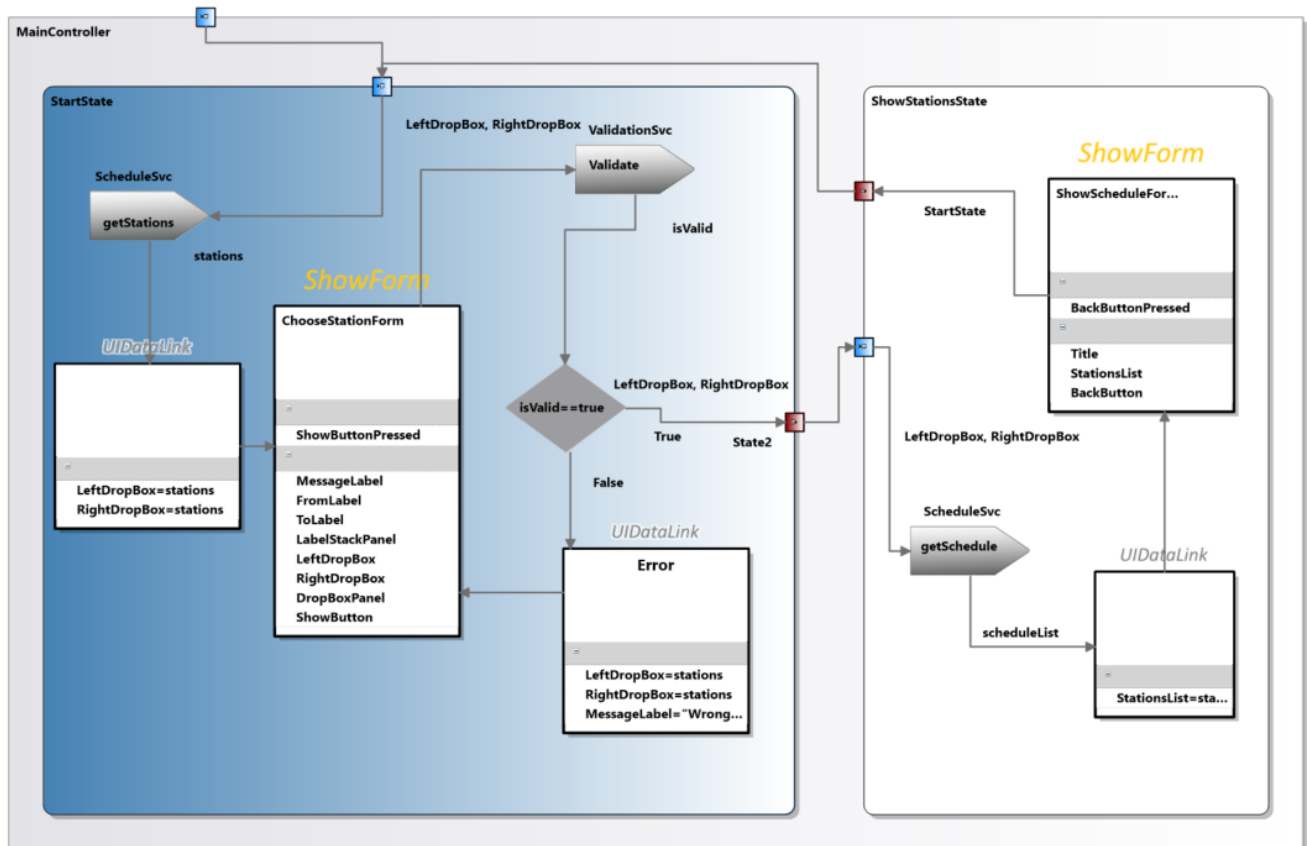 MainController
StartState
ScheduleSvc
getStations
stations
LeftDropBox, RightDropBox
ValidationSvc
Validate
isValid
UIDataLink
LeftDropBox=stations
RightDropBox=stations
ShowForm
ChooseStationForm
ShowButtonPressed
MessageLabel
FromLabel
ToLabel
LabelStackPanel
LeftDropBox
RightDropBox
DropBoxPanel
ShowButton
isValid==true
LeftDropBox, RightDropBox
True
State2
False
UIDataLink
Error
LeftDropBox=stations
RightDropBox=stations
MessageLabel="Wrong...
ShowStationsState
ShowForm
ShowScheduleFor...
BackButtonPressed
Title
StationsList
BackButton
StartState
LeftDropBox, RightDropBox
ScheduleSvc
getSchedule
scheduleList
UIDataLink
StationsList=sta...